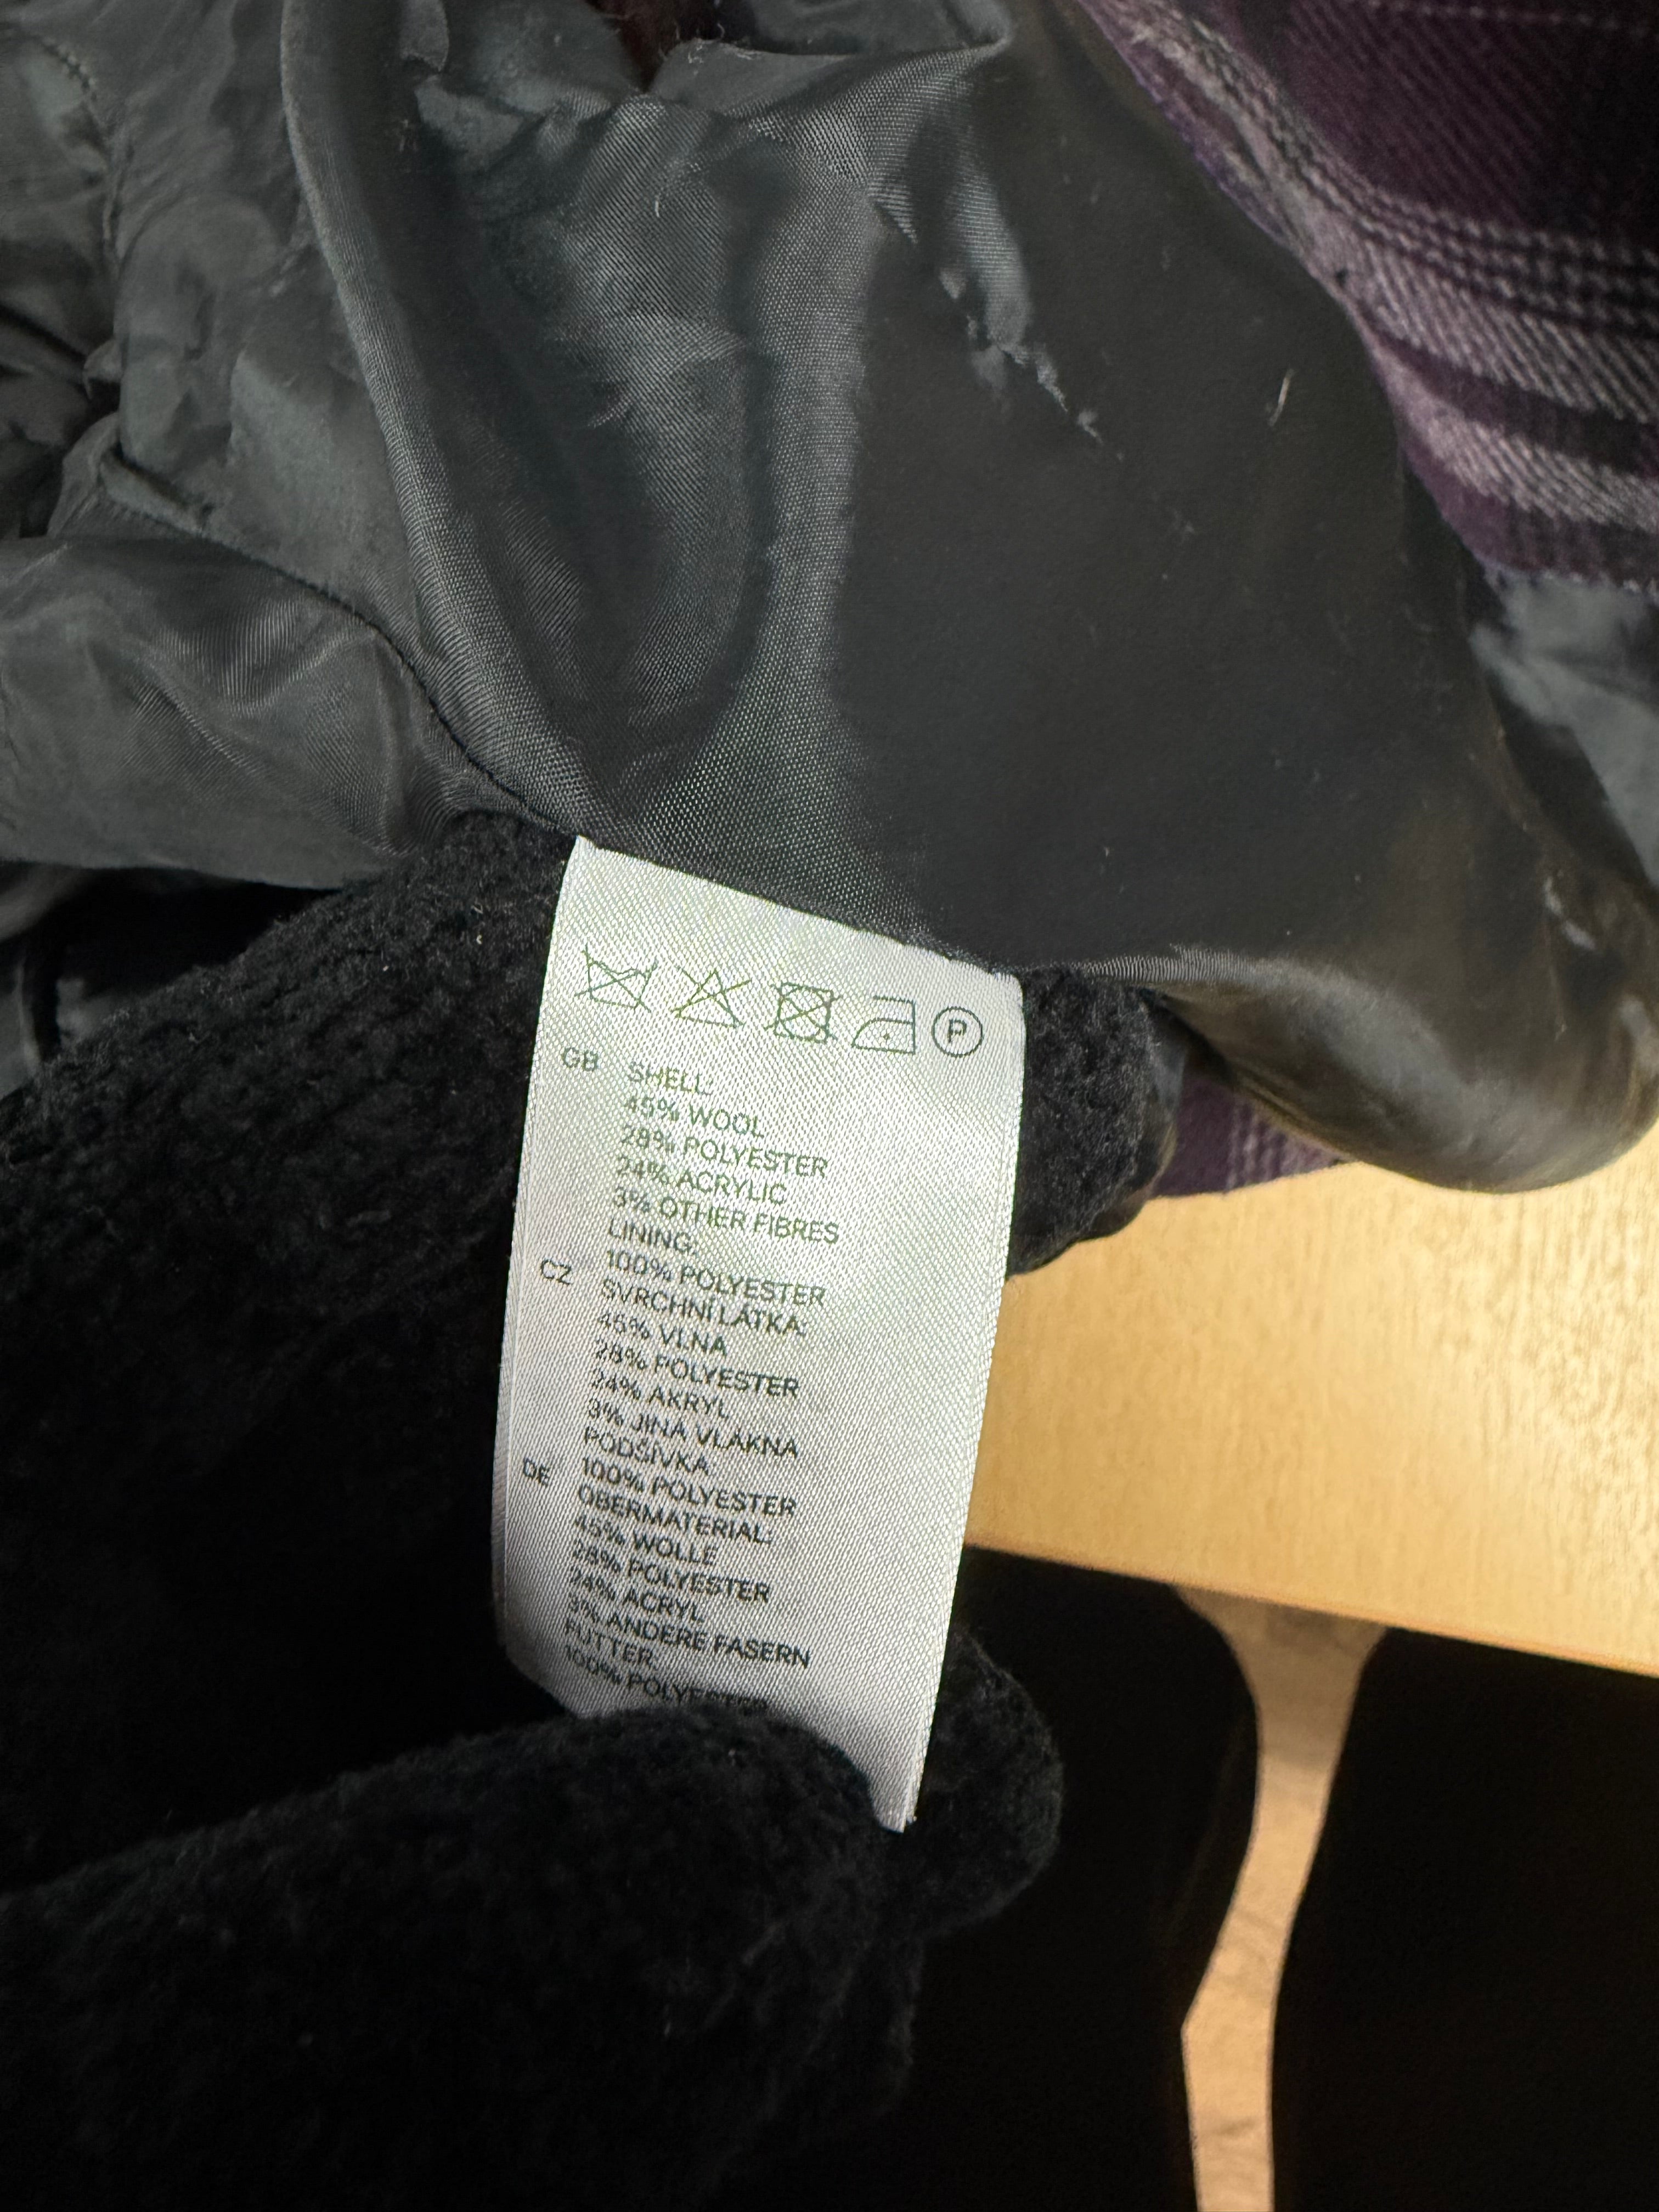 P
GB SHELL:
45% WOOL
28% POLYESTER
24% ACRYLIC
3% OTHER FIBRES
LINING:
100% POLYESTER
CZ SVRCHNÍ LÁTKA:
45% VLNA
28% POLYESTER
24% AKRYL
3% JINÁ VLÁKNA
PODŠÍVKA:
100% POLYESTER
DE OBERMATERIAL:
45% WOLLE
28% POLYESTER
24% ACRYL
3% ANDERE FASERN
FUTTER:
100% POLYESTER